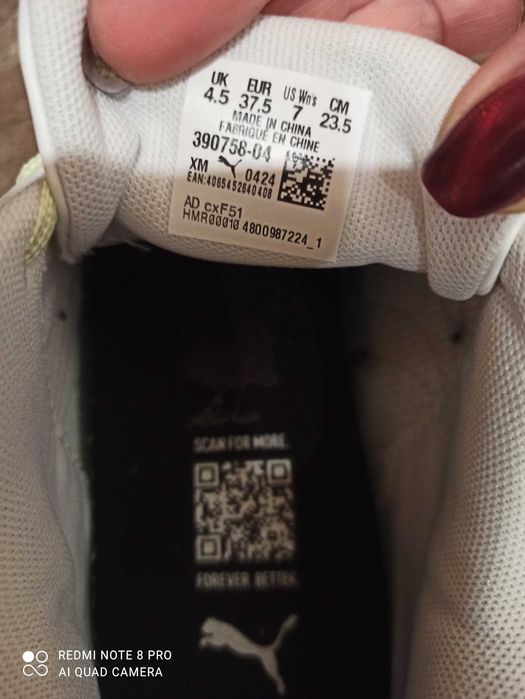 UK EUR US Wn's CM
4.5 37.5 7 23.5
MADE IN CHINA
FABRIQUE EN CHINE
390758-04
XM 0424
EAN:4065452640408
AD cxF51
HMR00010 4800987224_1
SCAN FOR MORE.
FOREVER. BETTER.
REDMI NOTE 8 PRO
AI QUAD CAMERA